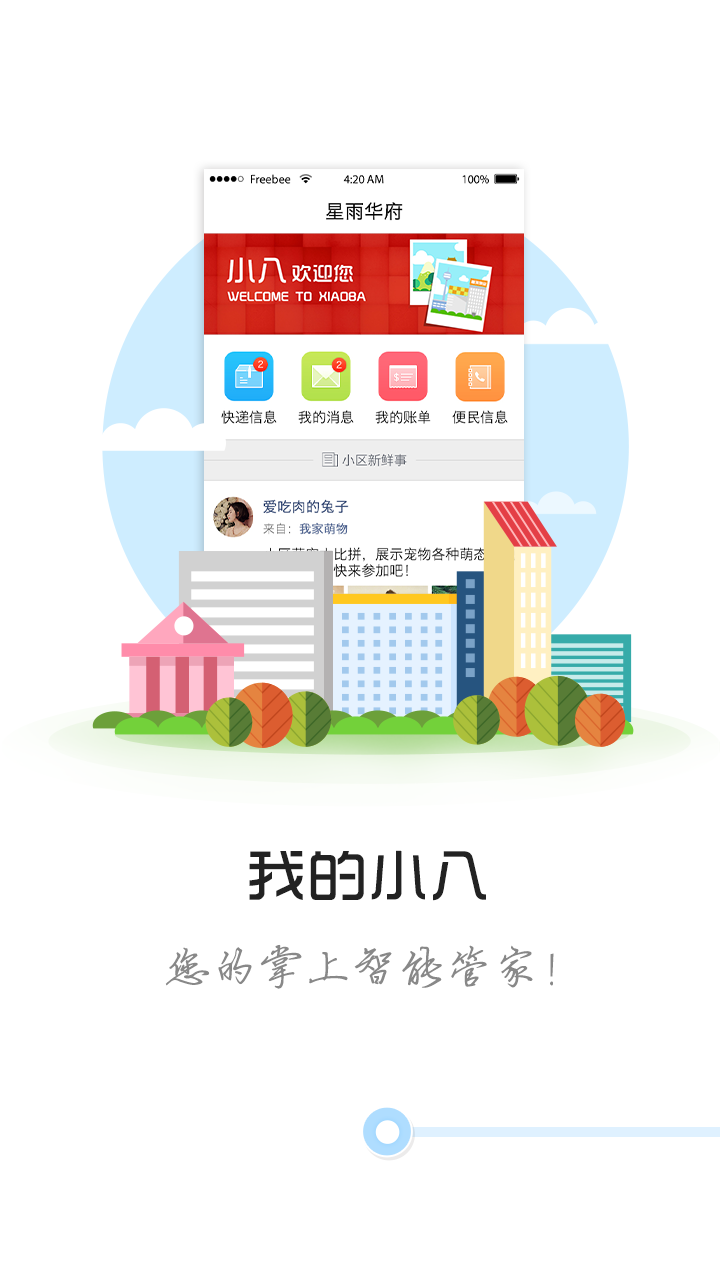 Freebee 4:20 AM 100%
星雨华府
小八 欢迎您
WELCOME TO XIAOBA
2 2
$
快递信息 我的消息 我的账单 便民信息
小区新鲜事
爱吃肉的兔子
来自: 我家萌物
比拼，展示宠物各种萌态
快来参加吧！
我的小八
您的掌上智能管家！